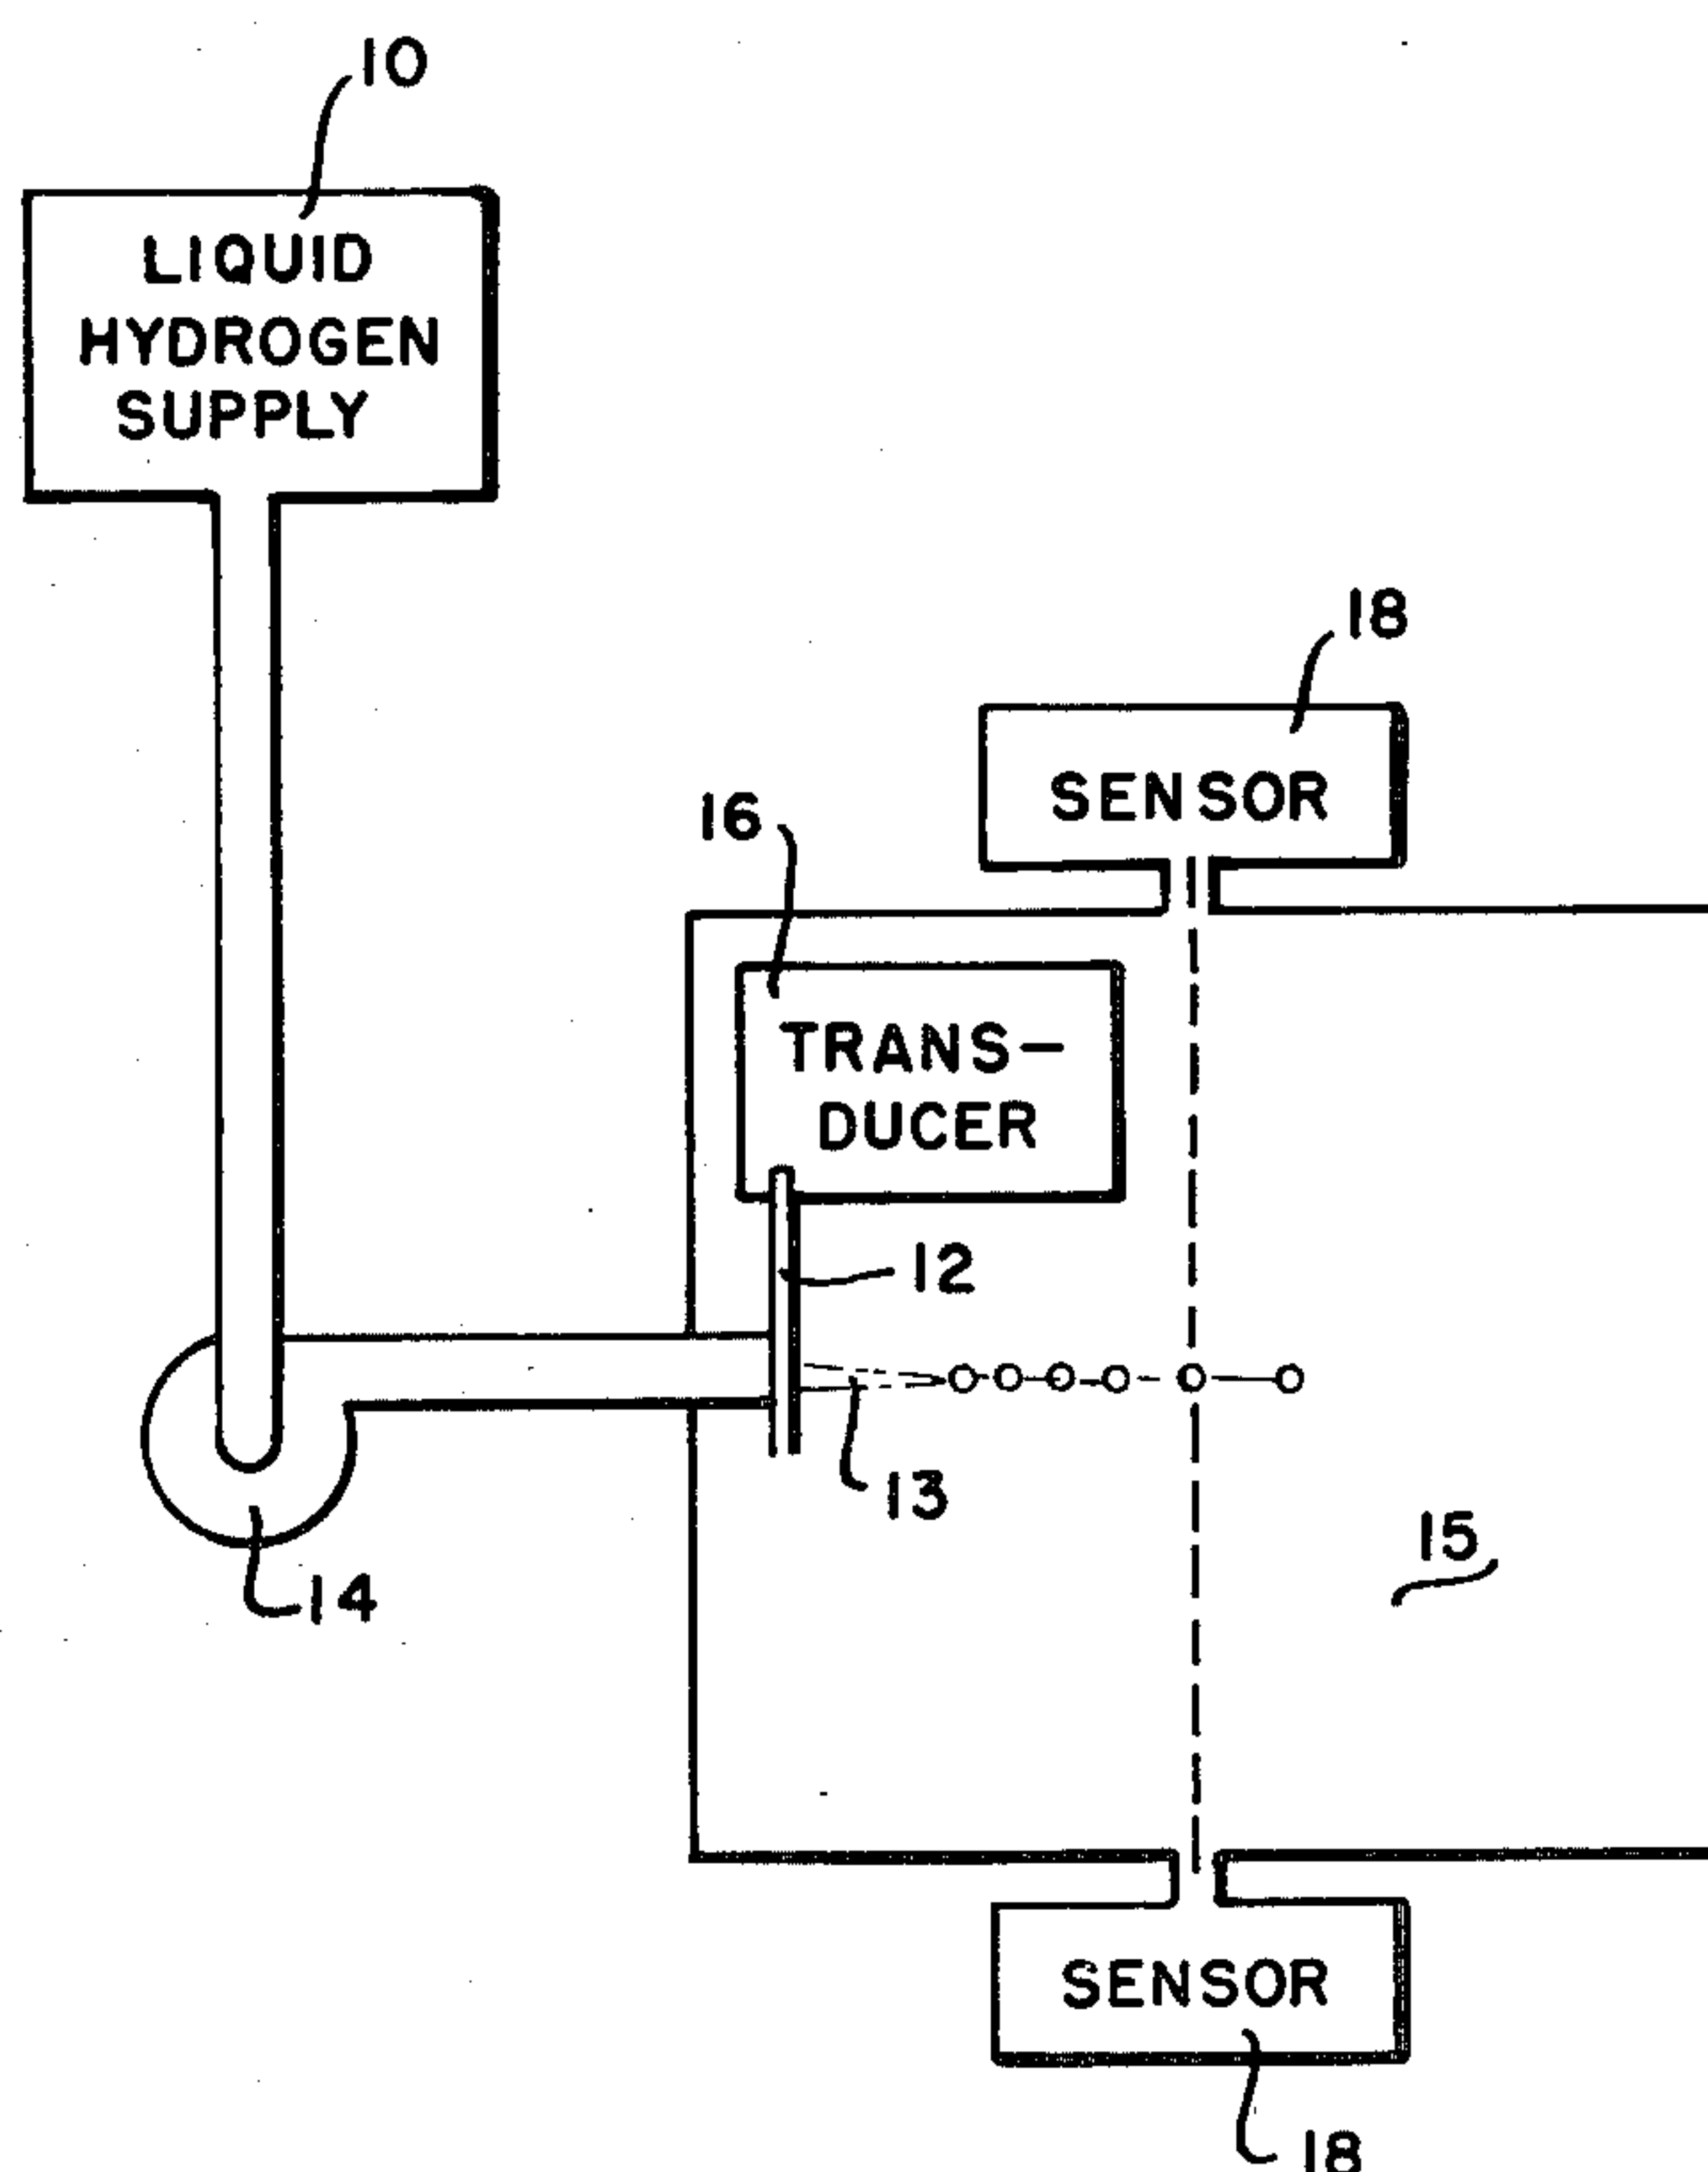 10
LIQUID
HYDROGEN
SUPPLY
18
SENSOR
16
TRANS-
DUCER
12
13
15
14
SENSOR
18